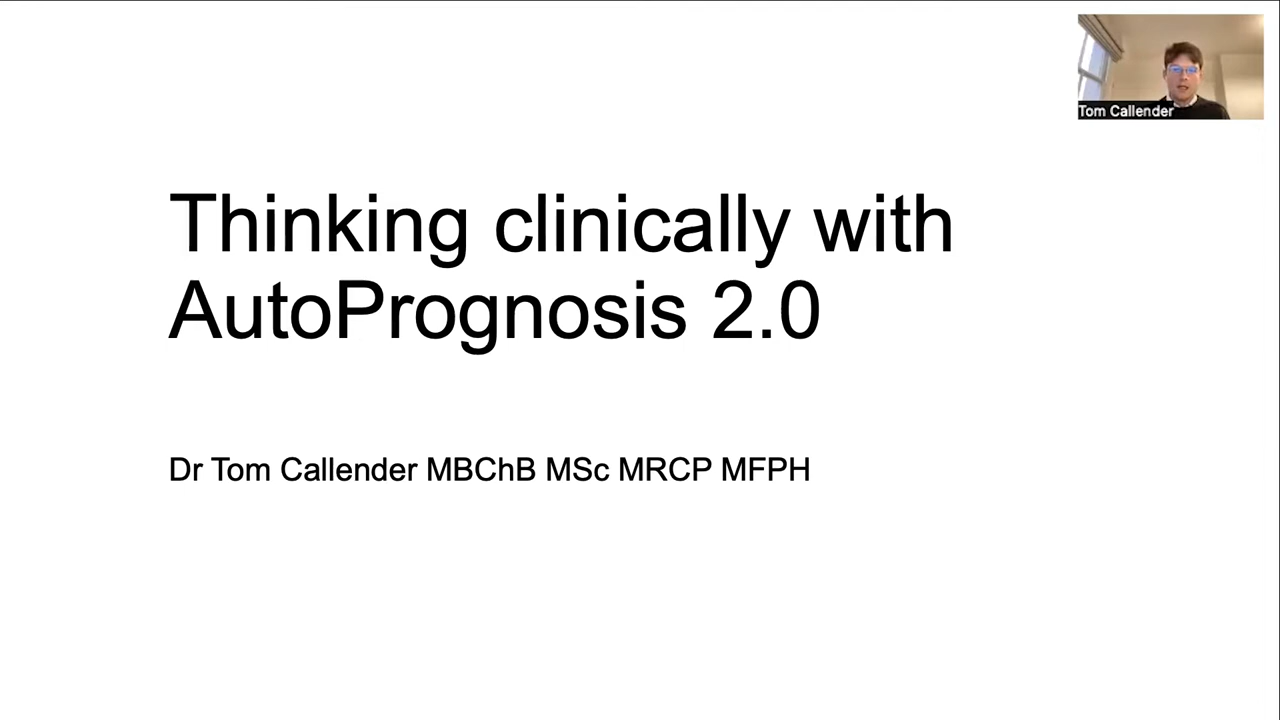 Tom Callender
Thinking clinically with
AutoPrognosis 2.0
Dr Tom Callender MBChB MSc MRCP MFPH